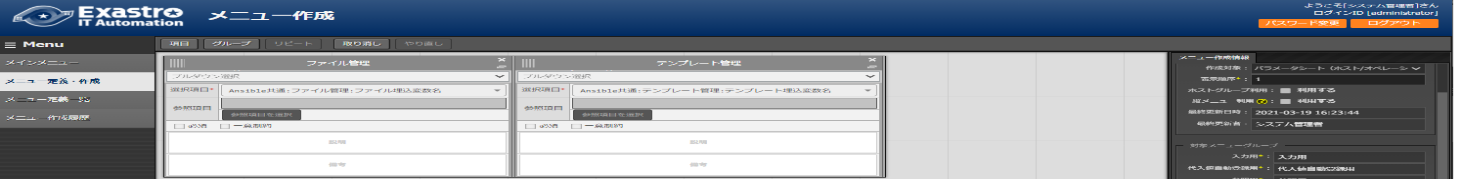 Exastro
IT Automation
メニュー作成
ようこそ[システム管理者]さん
ログインID [administrator]
パスワード変更
ログアウト
Menu
メインメニュー
メニュー定義・作成
メニュー定義一覧
メニュー作成履歴
項目
グループ
リピート
取り消し
やり直し
ファイル管理
プルダウン選択
選択項目*
Ansible共通:ファイル管理:ファイル埋込変数名
参照項目
参照項目を選択
必須
一意制約
説明
備考
テンプレート管理
プルダウン選択
選択項目*
Ansible共通:テンプレート管理:テンプレート埋込変数名
参照項目
参照項目を選択
必須
一意制約
説明
備考
メニュー作成情報
作成対象 : パラメータシート (ホスト/オペレーシ
表示順序* : 1
ホストグループ利用 : 利用する
縦メニュー利用 : 利用する
最終更新日時 : 2021-03-19 16:23:44
最終更新者 : システム管理者
対象メニューグループ
入力用* : 入力用
代入値自動登録用* : 代入値自動登録用